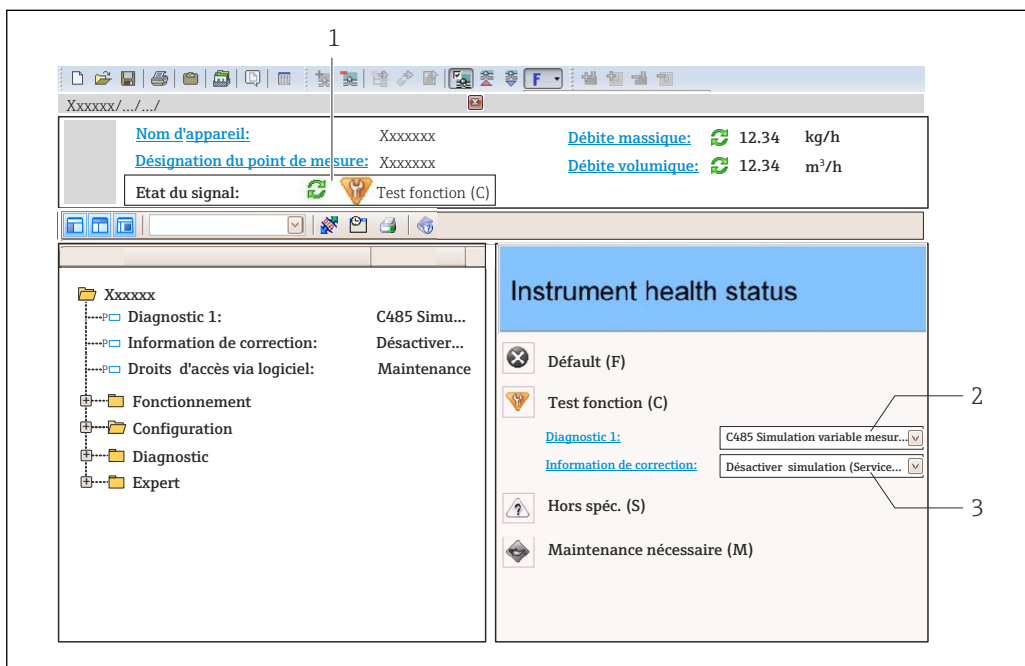 1
F
Xxxxxx/.../.../
Nom d'appareil: Xxxxxxx Débite massique: 12.34 kg/h
Désignation du point de mesure: Xxxxxxx Débite volumique: 12.34 m³/h
Etat du signal: Test fonction (C)
Xxxxxx
P Diagnostic 1: C485 Simu...
P Information de correction: Désactiver...
P Droits d'accès via logiciel: Maintenance
Fonctionnement
Configuration
Diagnostic
Expert
Instrument health status
Défault (F)
Test fonction (C)
Diagnostic 1: C485 Simulation variable mesur... 2
Information de correction: Désactiver simulation (Service... 3
Hors spéc. (S)
Maintenance nécessaire (M)